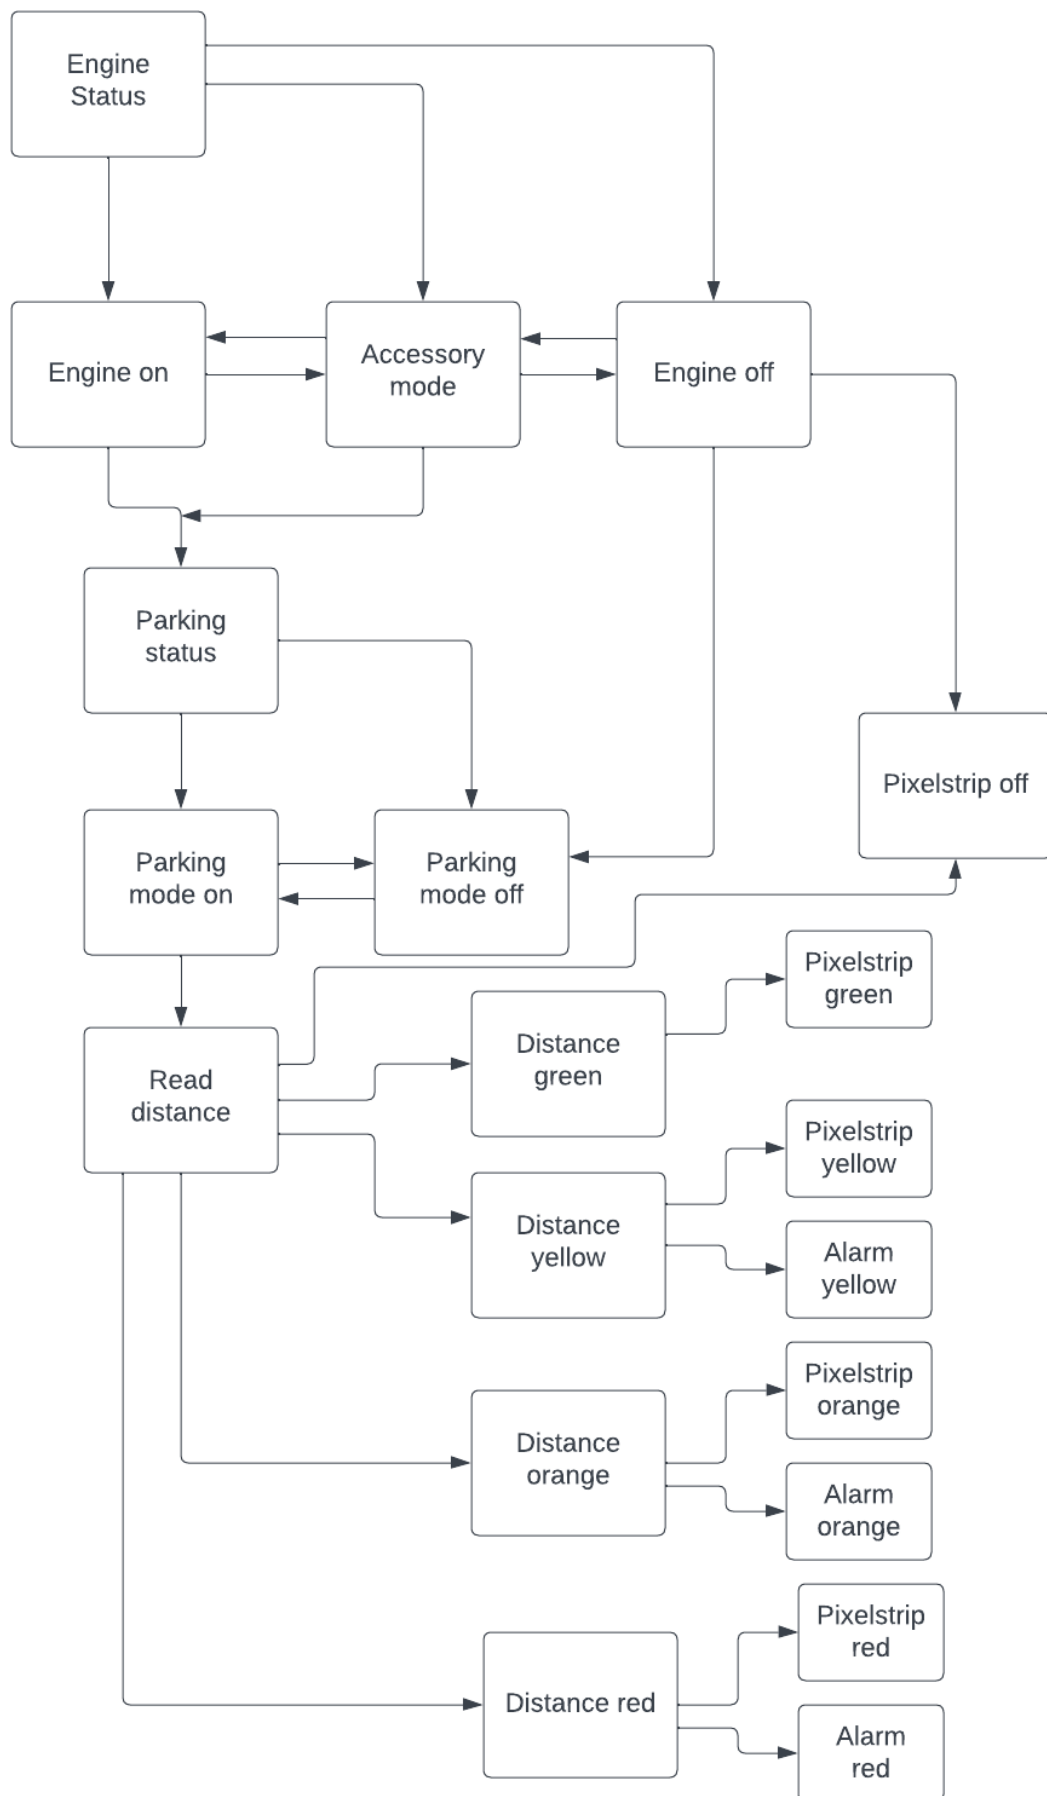 Engine
Status
Engine on
Accessory
mode
Engine off
Parking
status
Pixelstrip off
Parking
mode on
Parking
mode off
Pixelstrip
green
Distance
green
Read
distance
Pixelstrip
yellow
Distance
yellow
Alarm
yellow
Pixelstrip
orange
Distance
orange
Alarm
orange
Pixelstrip
red
Distance red
Alarm
red